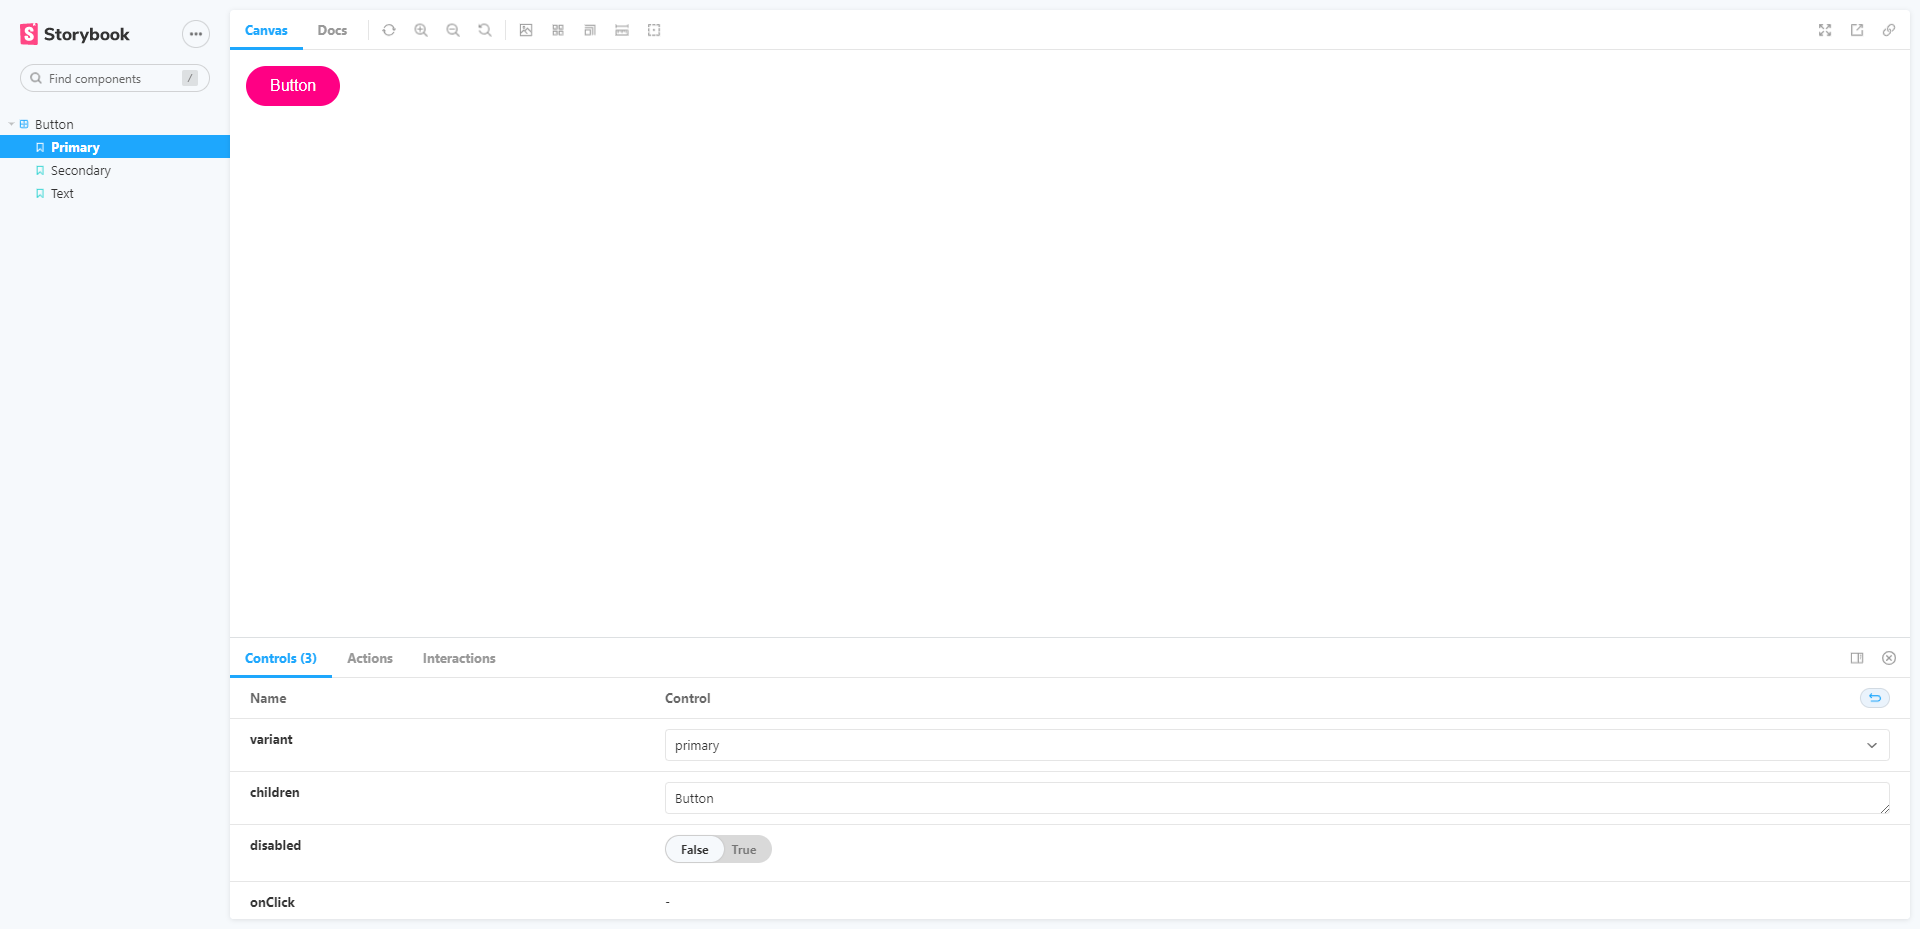 Storybook
Find components /
Button
Primary
Secondary
Text
Canvas Docs
Button
Controls (3) Actions Interactions
Name Control
variant primary
children Button
disabled False True
onClick -